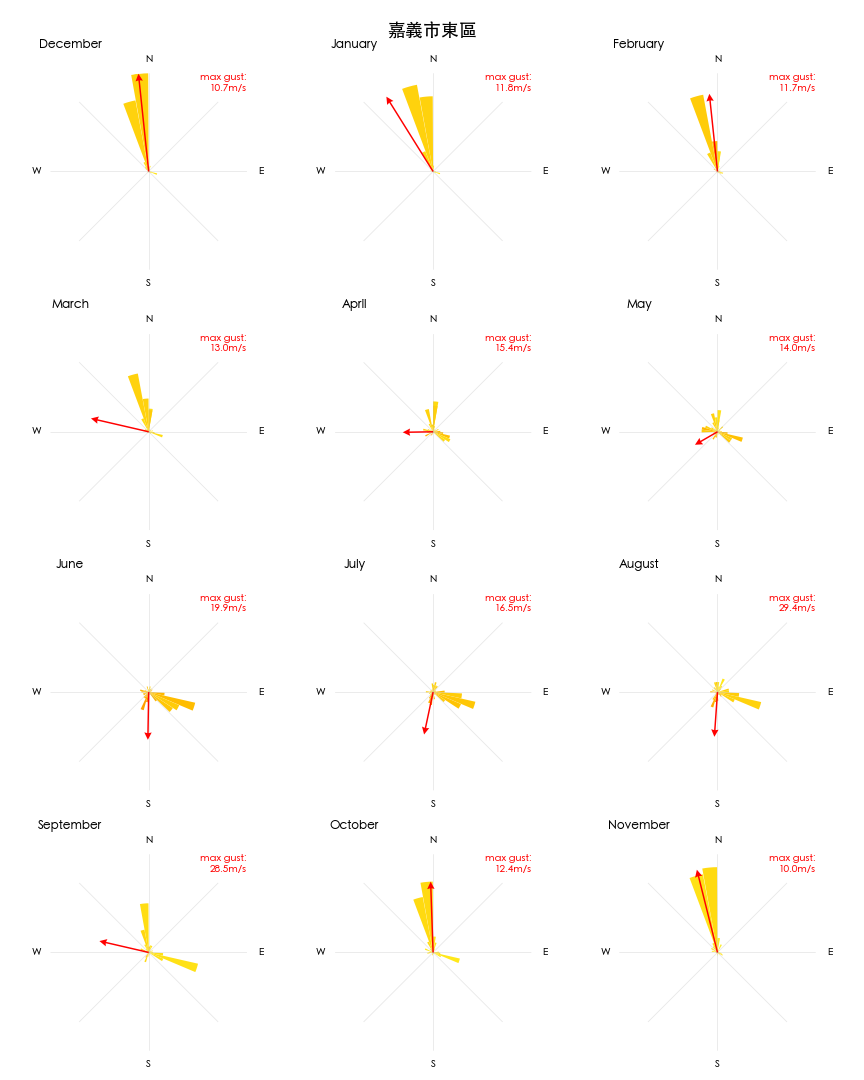 嘉義市東區
December
N
max gust:
10.7m/s
W
E
S
January
N
max gust:
11.8m/s
W
E
S
February
N
max gust:
11.7m/s
W
E
S
March
N
max gust:
13.0m/s
W
E
S
April
N
max gust:
15.4m/s
W
E
S
May
N
max gust:
14.0m/s
W
E
S
June
N
max gust:
19.9m/s
W
E
S
July
N
max gust:
16.5m/s
W
E
S
August
N
max gust:
29.4m/s
W
E
S
September
N
max gust:
28.5m/s
W
E
S
October
N
max gust:
12.4m/s
W
E
S
November
N
max gust:
10.0m/s
W
E
S